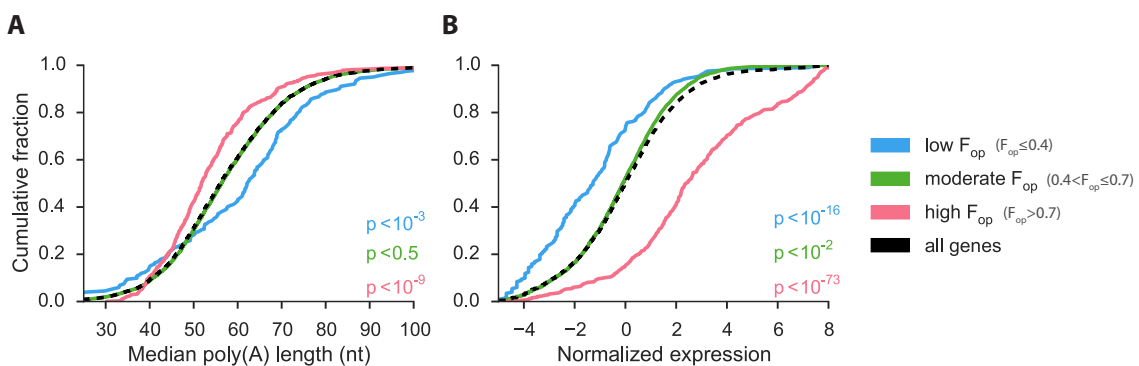 A
B
Cumulative fraction
1.0
0.8
0.6
0.4
0.2
0.0
30 40 50 60 70 80 90 100
Median poly(A) length (nt)
p <10⁻³
p <0.5
p <10⁻⁹
1.0
0.8
0.6
0.4
0.2
0.0
−4 −2 0 2 4 6 8
Normalized expression
p <10⁻¹⁶
p <10⁻²
p <10⁻⁷³
low Fop (Fop≤0.4)
moderate Fop (0.4<Fop≤0.7)
high Fop (Fop>0.7)
all genes